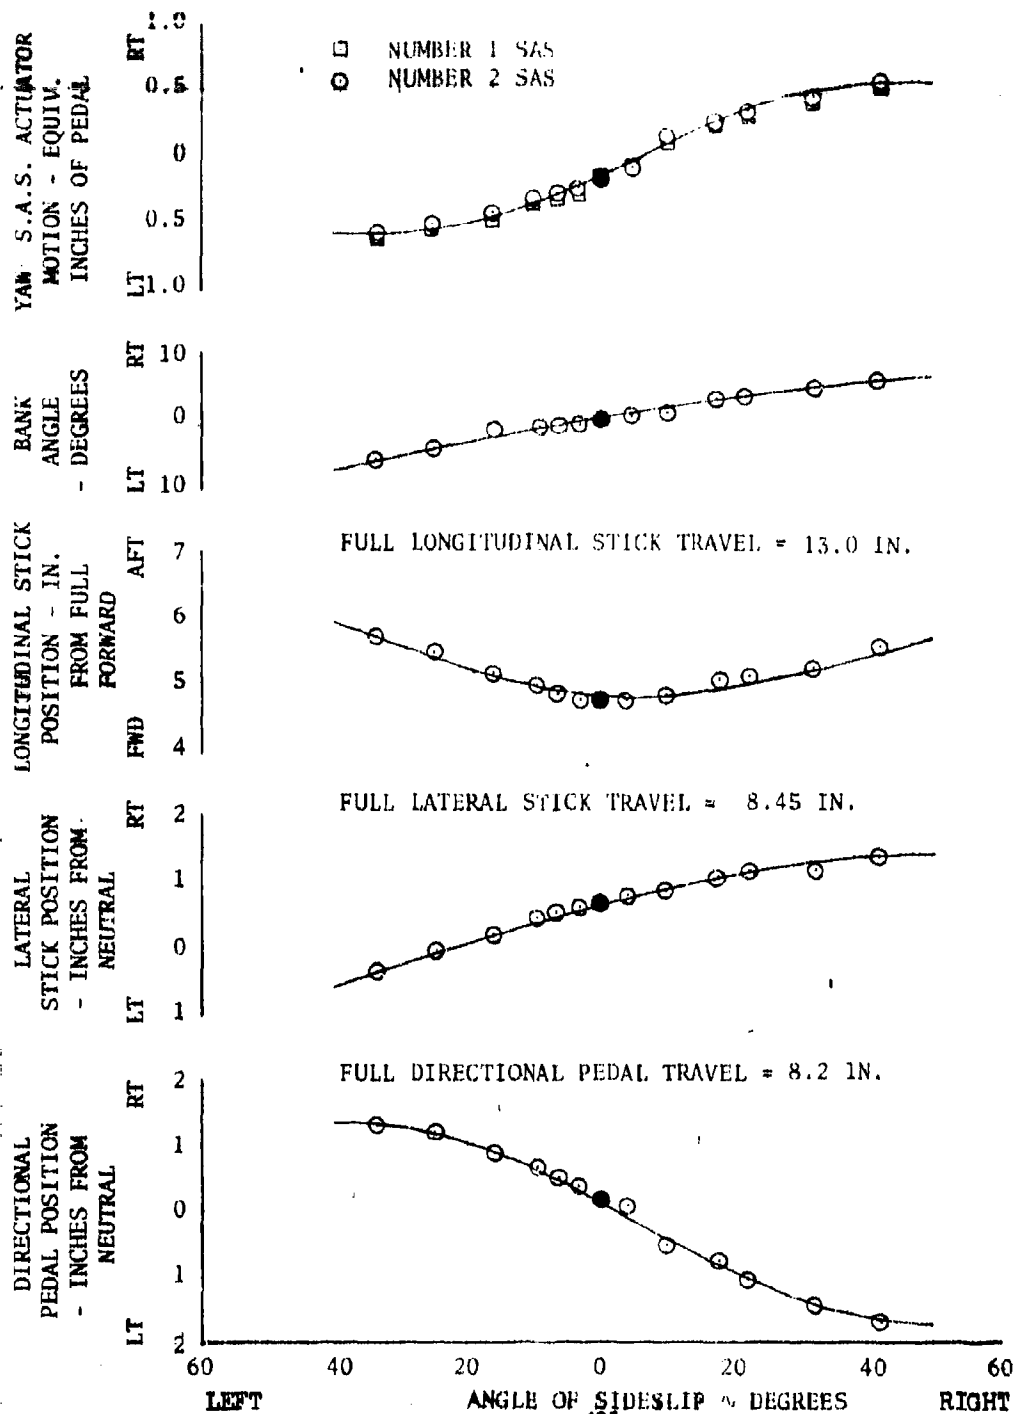 YAW S.A.S. ACTUATOR
MOTION - EQUIV.
INCHES OF PEDAL
LT RT
1.0
0.5
0
0.5
1.0
NUMBER 1 SAS
NUMBER 2 SAS
BANK
ANGLE
- DEGREES
LT RT
10
0
10
LONGITUDINAL STICK
POSITION - IN.
FROM FULL
FORWARD
FWD AFT
7
6
5
4
FULL LONGITUDINAL STICK TRAVEL = 13.0 IN.
LATERAL
STICK POSITION
- INCHES FROM
NEUTRAL
LT RT
2
1
0
1
FULL LATERAL STICK TRAVEL = 8.45 IN.
DIRECTIONAL
PEDAL POSITION
- INCHES FROM
NEUTRAL
LT RT
2
1
0
1
2
FULL DIRECTIONAL PEDAL TRAVEL = 8.2 IN.
60 40 20 0 20 40 60
LEFT ANGLE OF SIDESLIP ~ DEGREES RIGHT